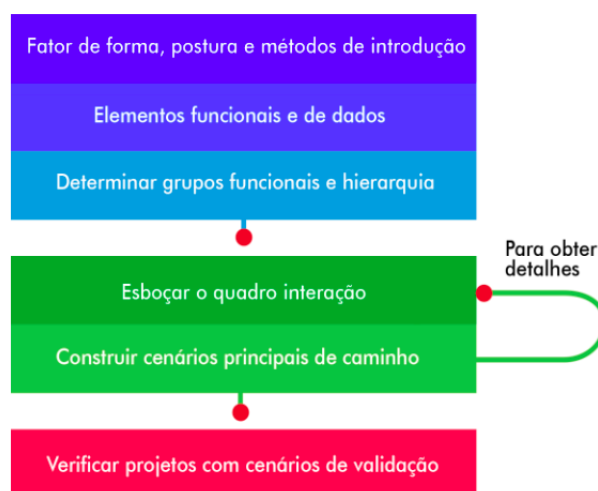 Fator de forma, postura e métodos de introdução
Elementos funcionais e de dados
Determinar grupos funcionais e hierarquia
Para obter
detalhes
Esboçar o quadro interação
Construir cenários principais de caminho
Verificar projetos com cenários de validação